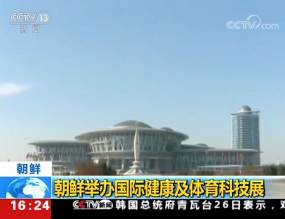 CCTV 13
新闻
CCTV.com
朝鲜
朝鲜举办国际健康及体育科技展
16:24
CCTV 韩国总统府青瓦台26日表示，